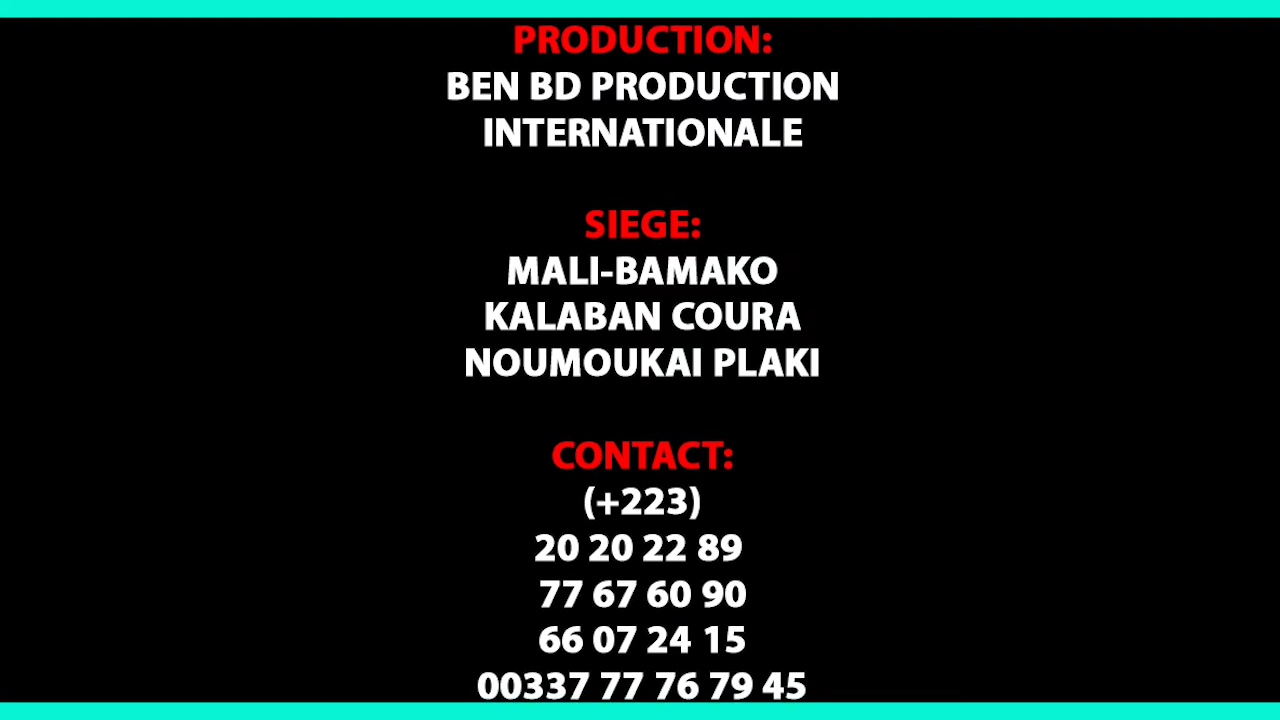 PRODUCTION:
BEN BD PRODUCTION
INTERNATIONALE
SIEGE:
MALI-BAMAKO
KALABAN COURA
NOUMOUKAI PLAKI
CONTACT:
(+223)
20 20 22 89
77 67 60 90
66 07 24 15
00337 77 76 79 45